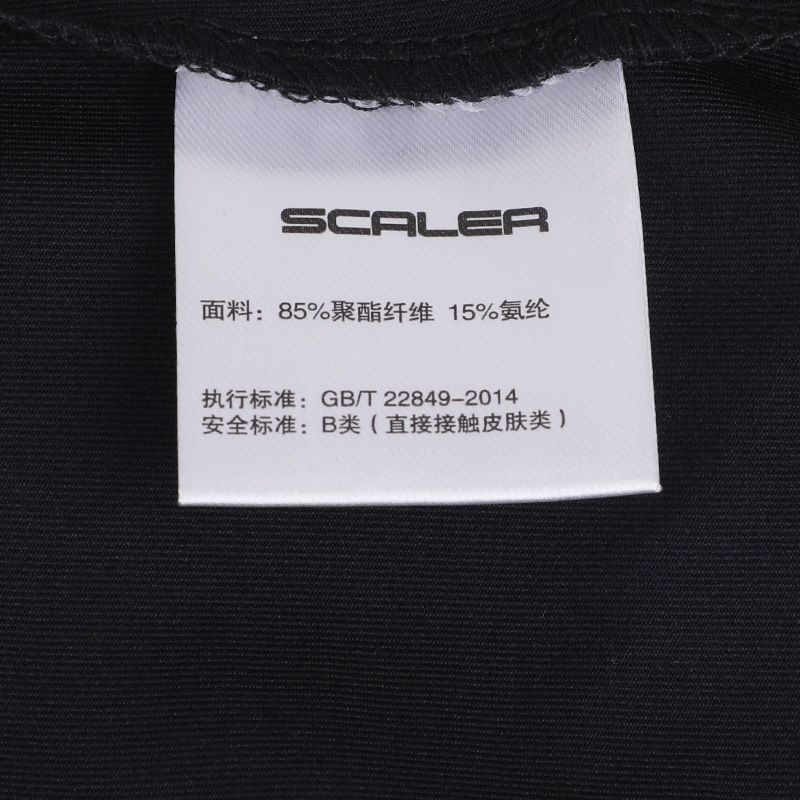 SCALER
面料：85%聚酯纤维 15%氨纶
执行标准：GB/T 22849-2014
安全标准：B类（直接接触皮肤类）